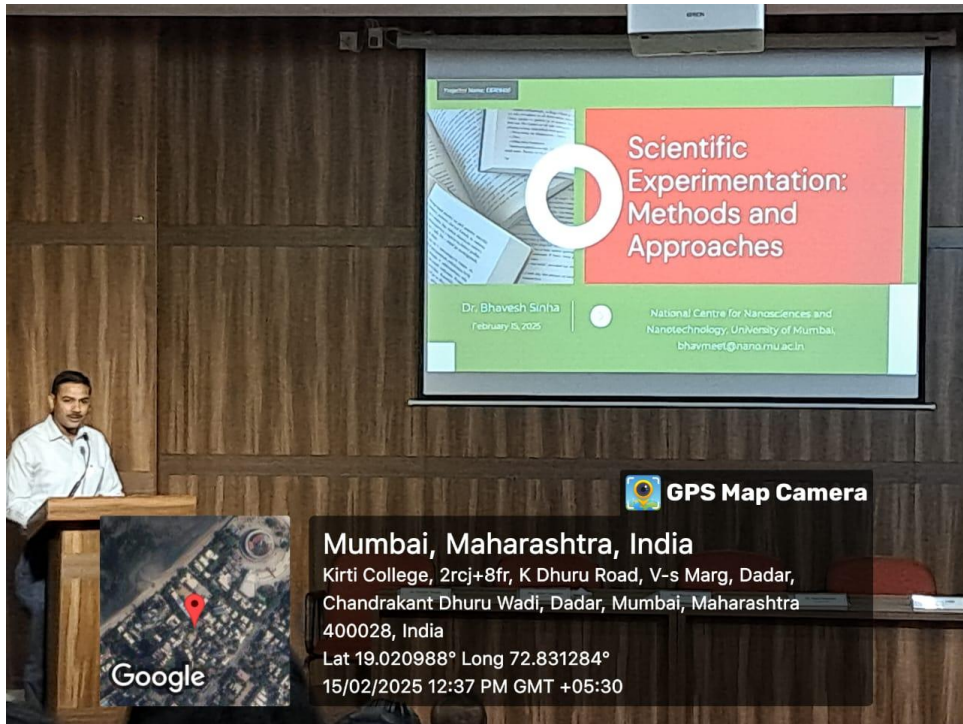 EPSON
Scientific
Experimentation:
Methods and
Approaches
Dr. Bhavesh Sinha
February 15, 2025
National Centre for Nanosciences and
Nanotechnology, University of Mumbai,
bhavmeet@nano.mu.ac.in
GPS Map Camera
Mumbai, Maharashtra, India
Kirti College, 2rcj+8fr, K Dhuru Road, V-s Marg, Dadar,
Chandrakant Dhuru Wadi, Dadar, Mumbai, Maharashtra
400028, India
Lat 19.020988° Long 72.831284°
15/02/2025 12:37 PM GMT +05:30
Google